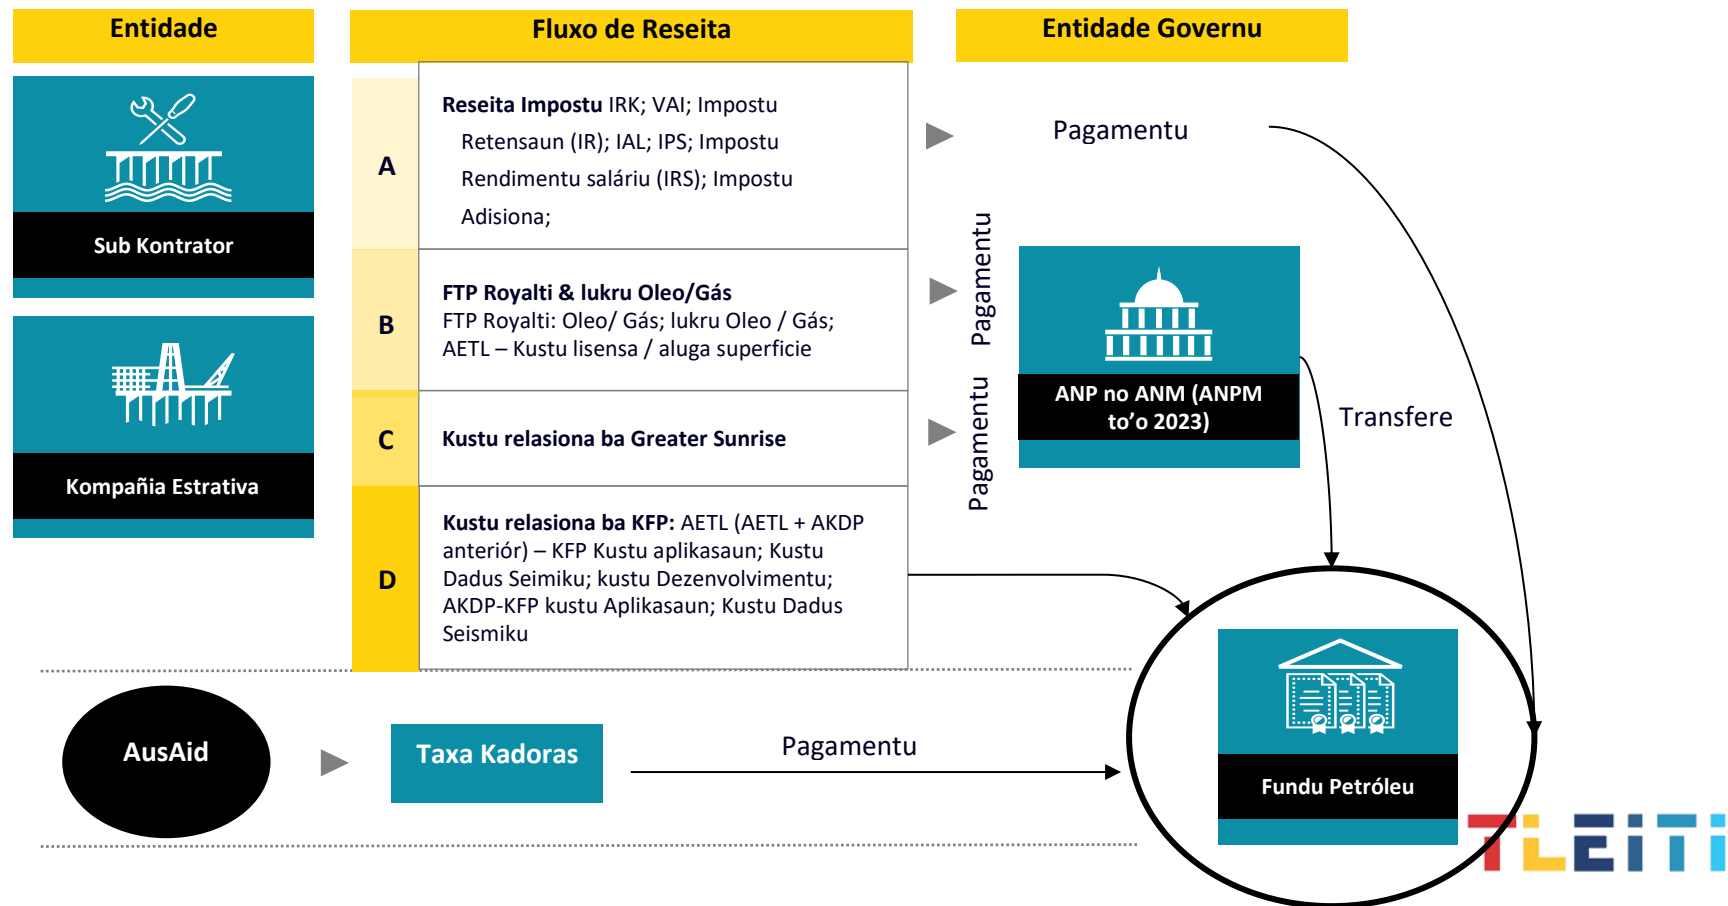 Entidade
Fluxo de Reseita
Entidade Governu
Sub Kontrator
Kompañia Estrativa
A
Reseita Impostu IRK; VAI; Impostu
Retensaun (IR); IAL; IPS; Impostu
Rendimentu saláriu (IRS); Impostu
Adisiona;
B
FTP Royalti & lukru Oleo/Gás
FTP Royalti: Oleo/ Gás; lukru Oleo / Gás;
AETL – Kustu lisensa / aluga superficie
C
Kustu relasiona ba Greater Sunrise
D
Kustu relasiona ba KFP: AETL (AETL + AKDP
anteriór) – KFP Kustu aplikasaun; Kustu
Dadus Seimiku; kustu Dezenvolvimentu;
AKDP-KFP kustu Aplikasaun; Kustu Dadus
Seismiku
Pagamentu
Pagamentu
Pagamentu
ANP no ANM (ANPM
to’o 2023)
Transfere
AusAid
Taxa Kadoras
Pagamentu
Fundu Petróleu
TLEiTi